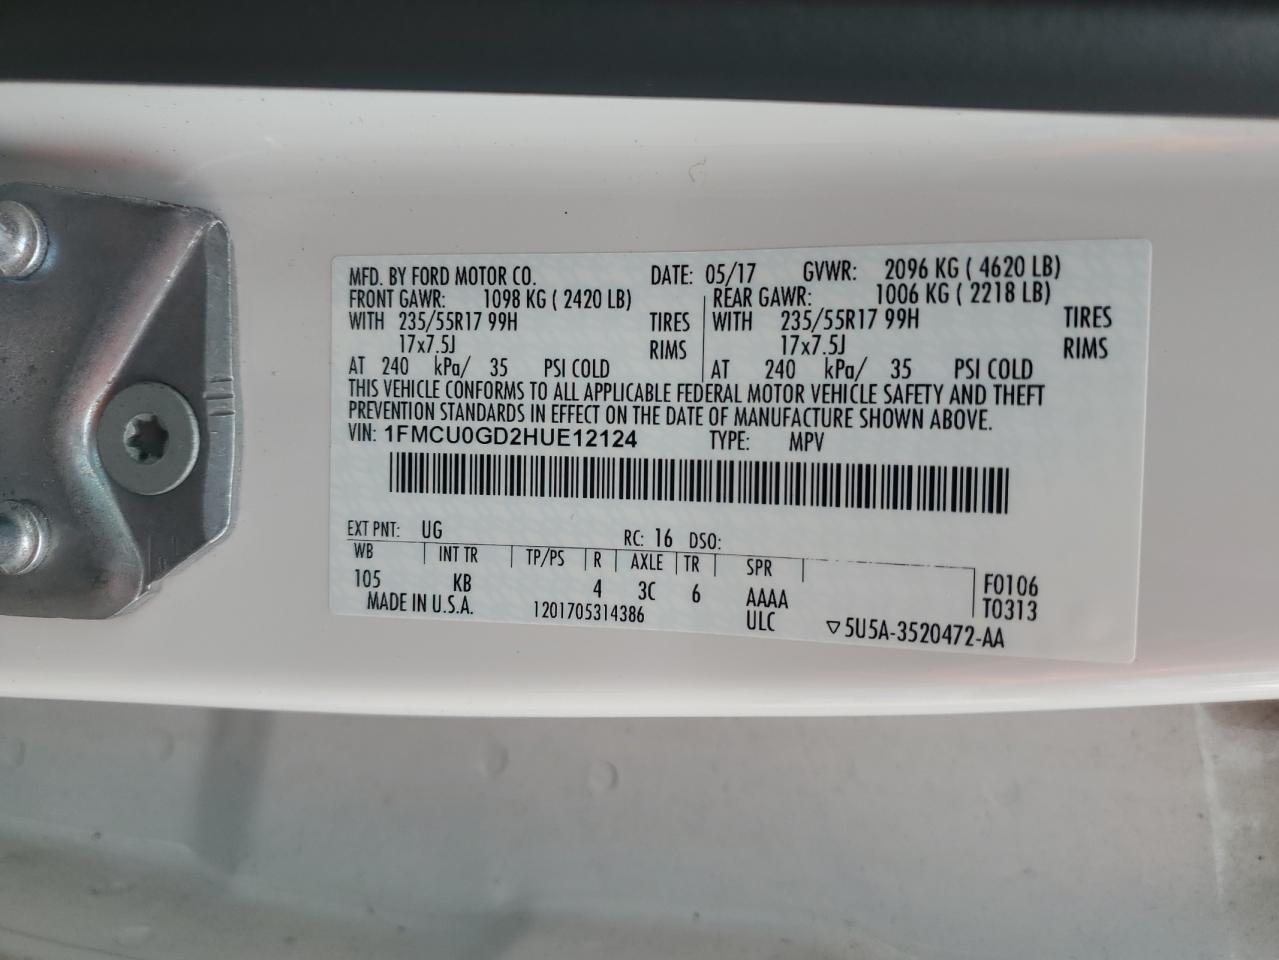 MFD. BY FORD MOTOR CO. DATE: 05/17 GVWR: 2096 KG ( 4620 LB)
FRONT GAWR: 1098 KG ( 2420 LB) REAR GAWR: 1006 KG ( 2218 LB)
WITH 235/55R17 99H TIRES WITH 235/55R17 99H TIRES
17x7.5J RIMS 17x7.5J RIMS
AT 240 kPa/ 35 PSI COLD AT 240 kPa/ 35 PSI COLD
THIS VEHICLE CONFORMS TO ALL APPLICABLE FEDERAL MOTOR VEHICLE SAFETY AND THEFT
PREVENTION STANDARDS IN EFFECT ON THE DATE OF MANUFACTURE SHOWN ABOVE.
VIN: 1FMCU0GD2HUE12124 TYPE: MPV
EXT PNT: UG RC: 16 DSO:
WB INT TR TP/PS R AXLE TR SPR
105 KB 4 3C 6 AAAA F0106
MADE IN U.S.A. 1201705314386 ULC T0313
▽5U5A-3520472-AA